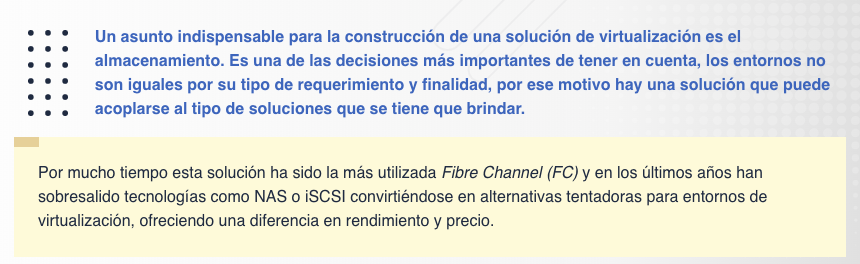 Un asunto indispensable para la construcción de una solución de virtualización es el
almacenamiento. Es una de las decisiones más importantes de tener en cuenta, los entornos no
son iguales por su tipo de requerimiento y finalidad, por ese motivo hay una solución que puede
acoplarse al tipo de soluciones que se tiene que brindar.
Por mucho tiempo esta solución ha sido la más utilizada Fibre Channel (FC) y en los últimos años han
sobresalido tecnologías como NAS o iSCSI convirtiéndose en alternativas tentadoras para entornos de
virtualización, ofreciendo una diferencia en rendimiento y precio.